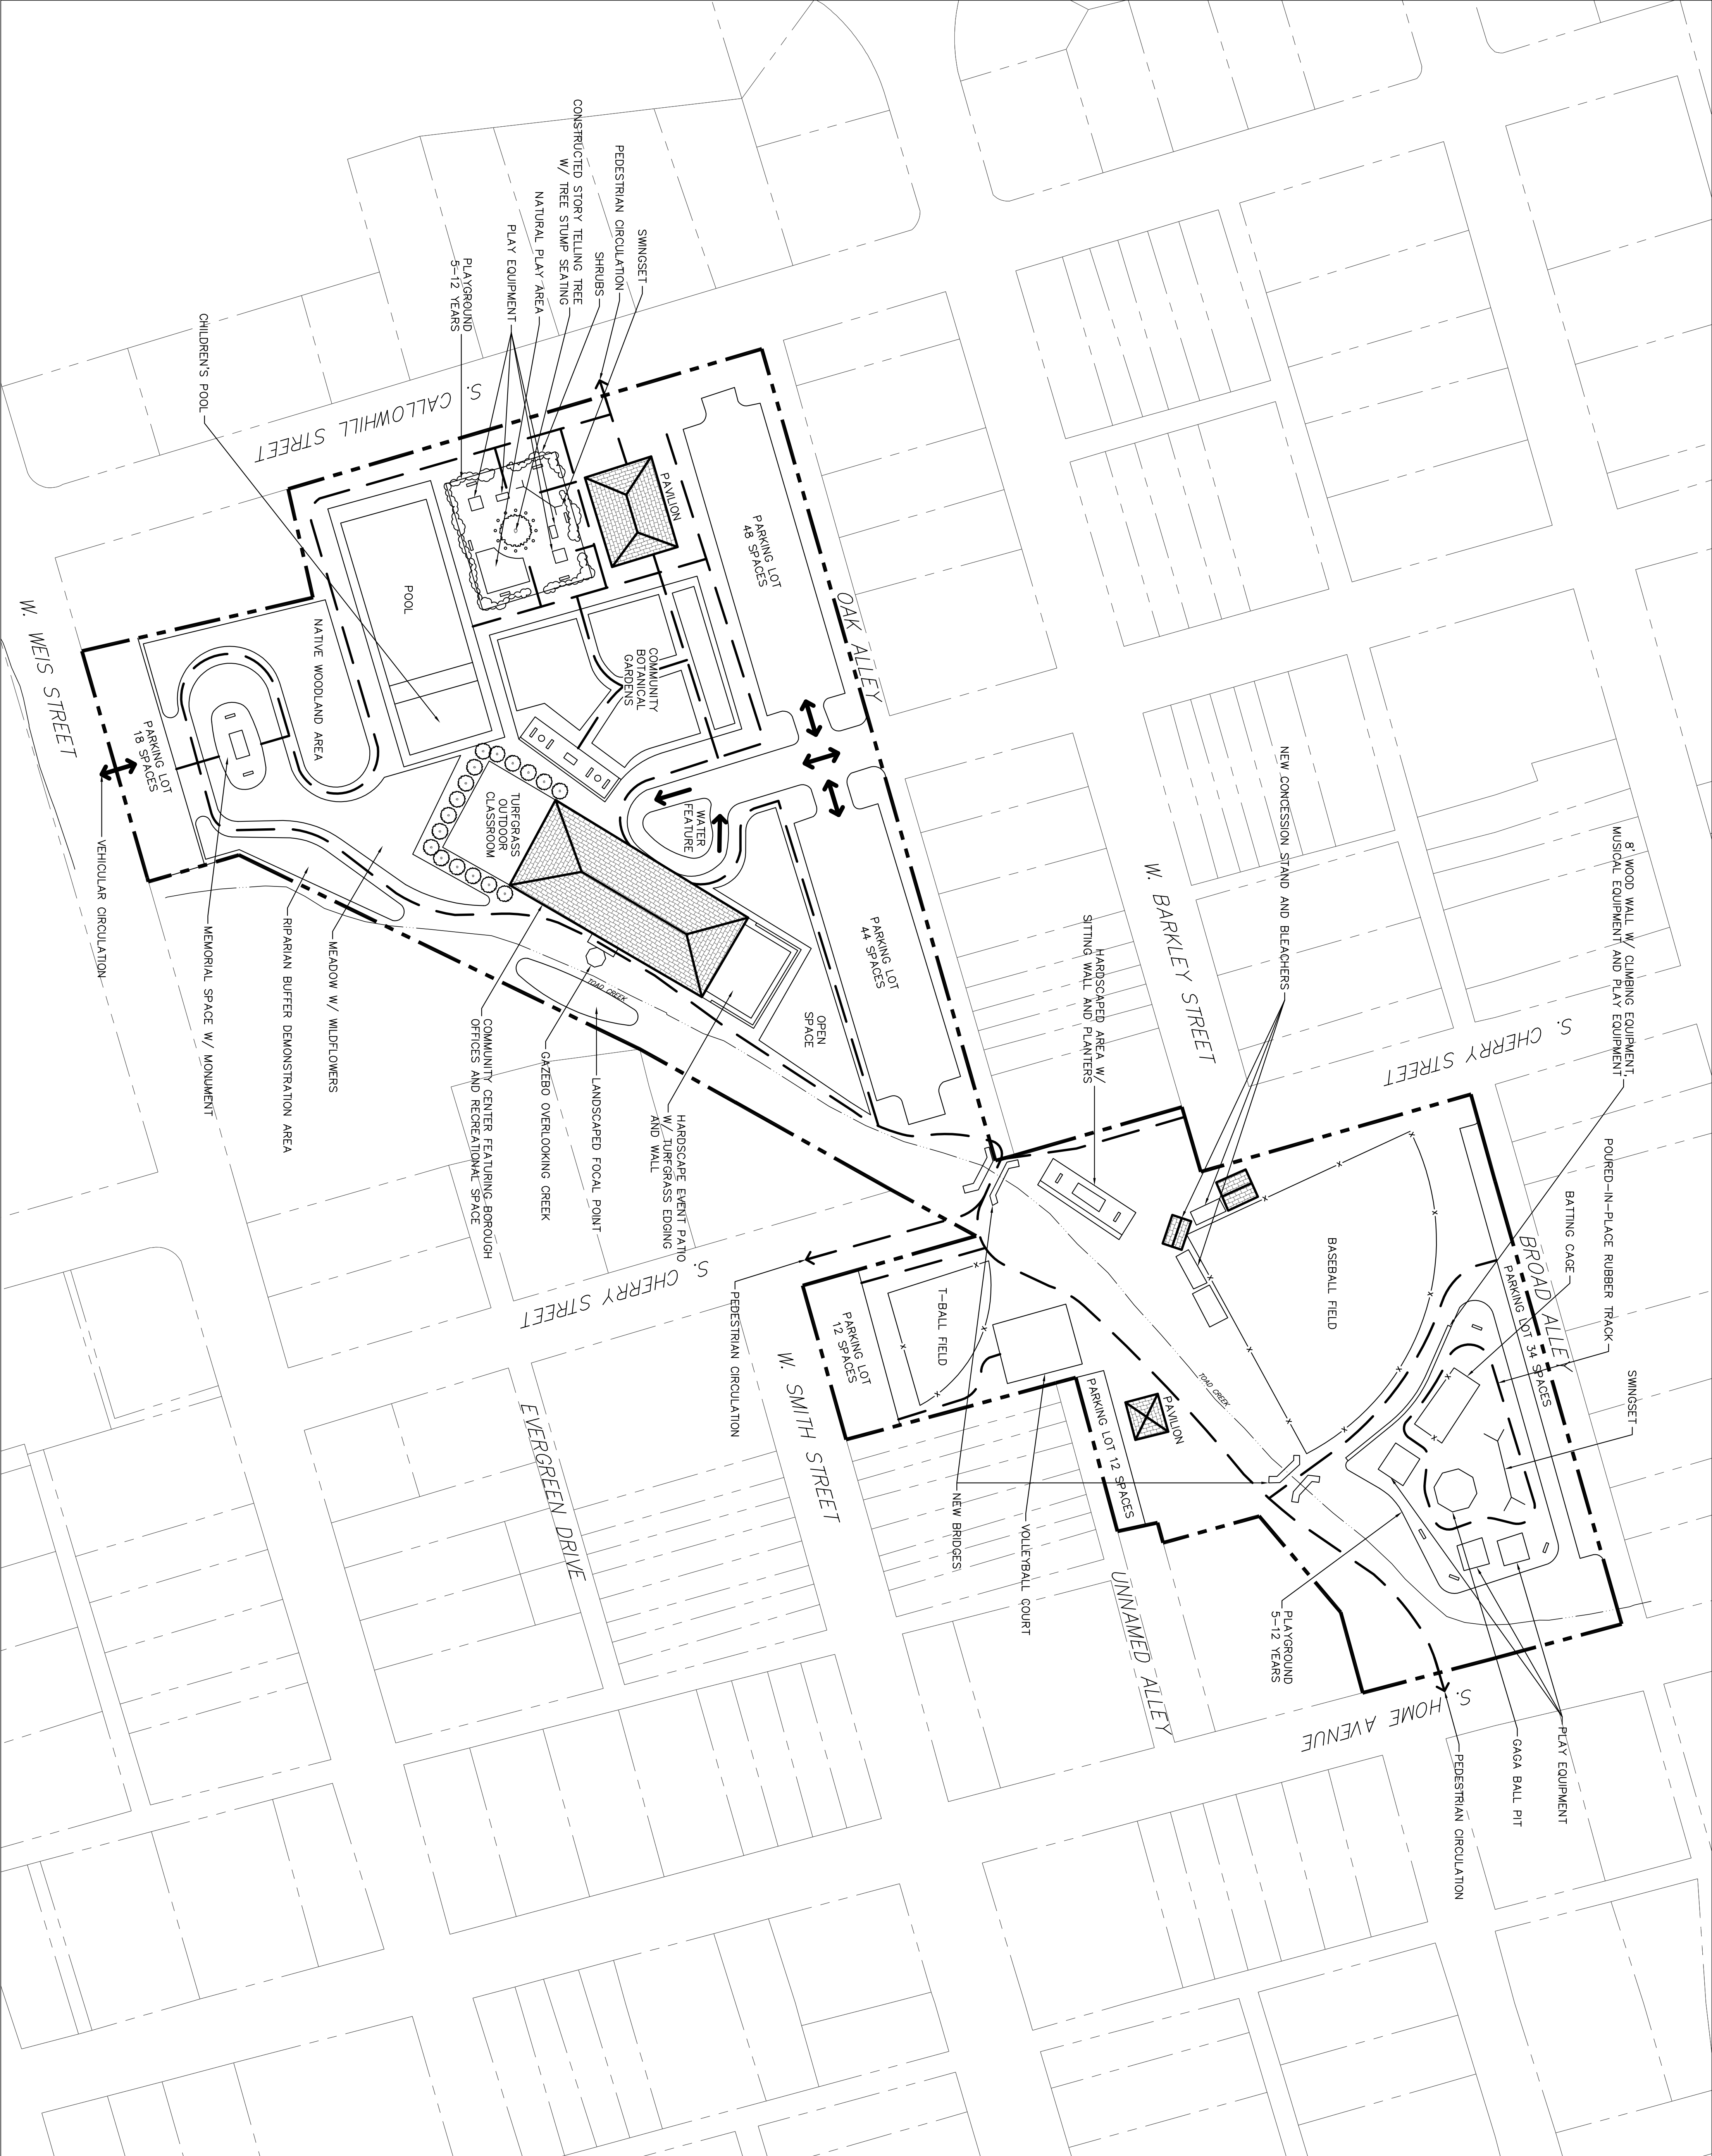 8' WOOD WALL W/ CLIMBING EQUIPMENT,
MUSICAL EQUIPMENT AND PLAY EQUIPMENT
POURED-IN-PLACE RUBBER TRACK
BATTING CAGE
SWINGSET
S. CHERRY STREET
BROAD ALLEY
PARKING LOT 34 SPACES
PLAY EQUIPMENT
GAGA BALL PIT
PEDESTRIAN CIRCULATION
S. HOME AVENUE
BASEBALL FIELD
NEW CONCESSION STAND AND BLEACHERS
PLAYGROUND
5-12 YEARS
TOAD CREEK
W. BARKLEY STREET
PAVILION
PARKING LOT 12 SPACES
UNNAMED ALLEY
HARDSCAPED AREA W/
SITTING WALL AND PLANTERS
VOLLEYBALL COURT
NEW BRIDGES
T-BALL FIELD
PARKING LOT
12 SPACES
W. SMITH STREET
OAK ALLEY
PARKING LOT
44 SPACES
OPEN
SPACE
PARKING LOT
48 SPACES
PEDESTRIAN CIRCULATION
S. CHERRY STREET
WATER
FEATURE
HARDSCAPE EVENT PATIO
W/ TURFGRASS EDGING
AND WALL
PAVILION
COMMUNITY
BOTANICAL
GARDENS
SWINGSET
PEDESTRIAN CIRCULATION
SHRUBS
CONSTRUCTED STORY TELLING TREE
W/ TREE STUMP SEATING
NATURAL PLAY AREA
PLAY EQUIPMENT
PLAYGROUND
5-12 YEARS
TOAD CREEK
LANDSCAPED FOCAL POINT
GAZEBO OVERLOOKING CREEK
EVERGREEN DRIVE
TURFGRASS
OUTDOOR
CLASSROOM
COMMUNITY CENTER FEATURING BOROUGH
OFFICES AND RECREATIONAL SPACE
S. CALLOWHILL STREET
POOL
MEADOW W/ WILDFLOWERS
NATIVE WOODLAND AREA
RIPARIAN BUFFER DEMONSTRATION AREA
CHILDREN'S POOL
MEMORIAL SPACE W/ MONUMENT
PARKING LOT
18 SPACES
VEHICULAR CIRCULATION
W. WEIS STREET